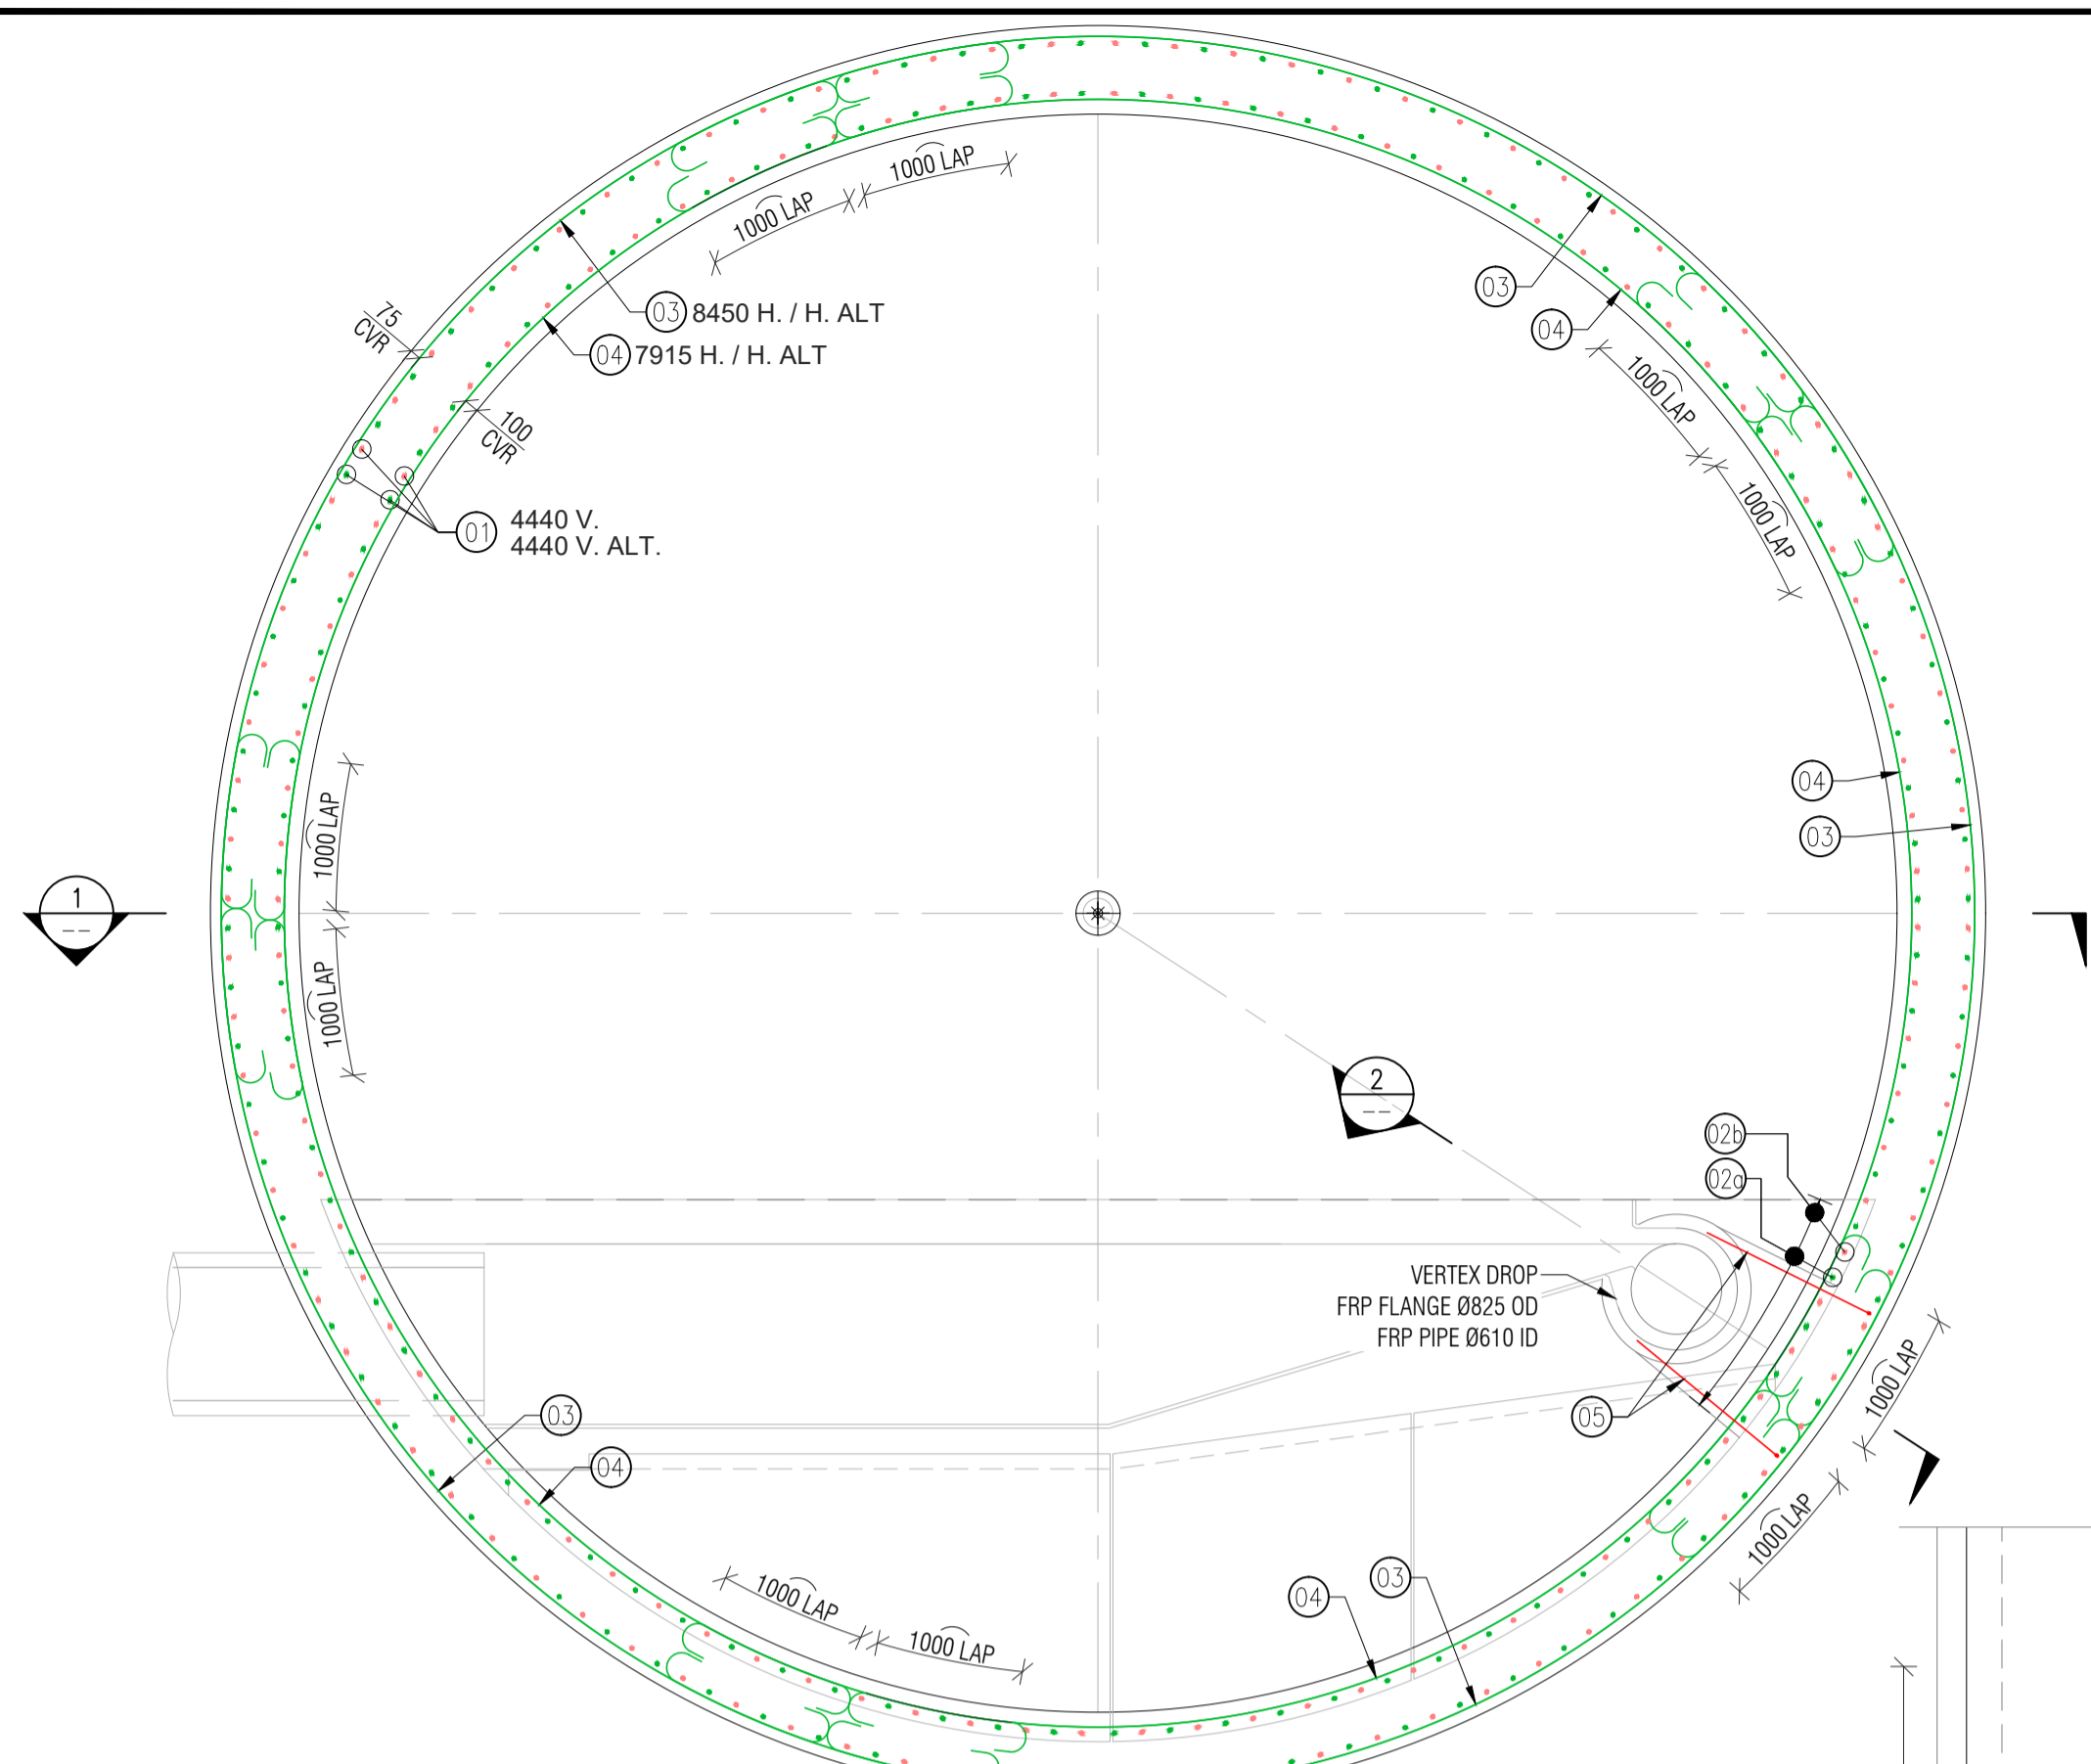 1000 LAP
1000 LAP
03 8450 H. / H. ALT
04 7915 H. / H. ALT
75
CVR
100
CVR
01
4440 V.
4440 V. ALT.
03
04
1000 LAP
1000 LAP
04
03
1000 LAP
1000 LAP
1
--
2
--
02b
02a
VERTEX DROP
FRP FLANGE Ø825 OD
FRP PIPE Ø610 ID
05
1000 LAP
1000 LAP
03
04
1000 LAP
1000 LAP
04
03